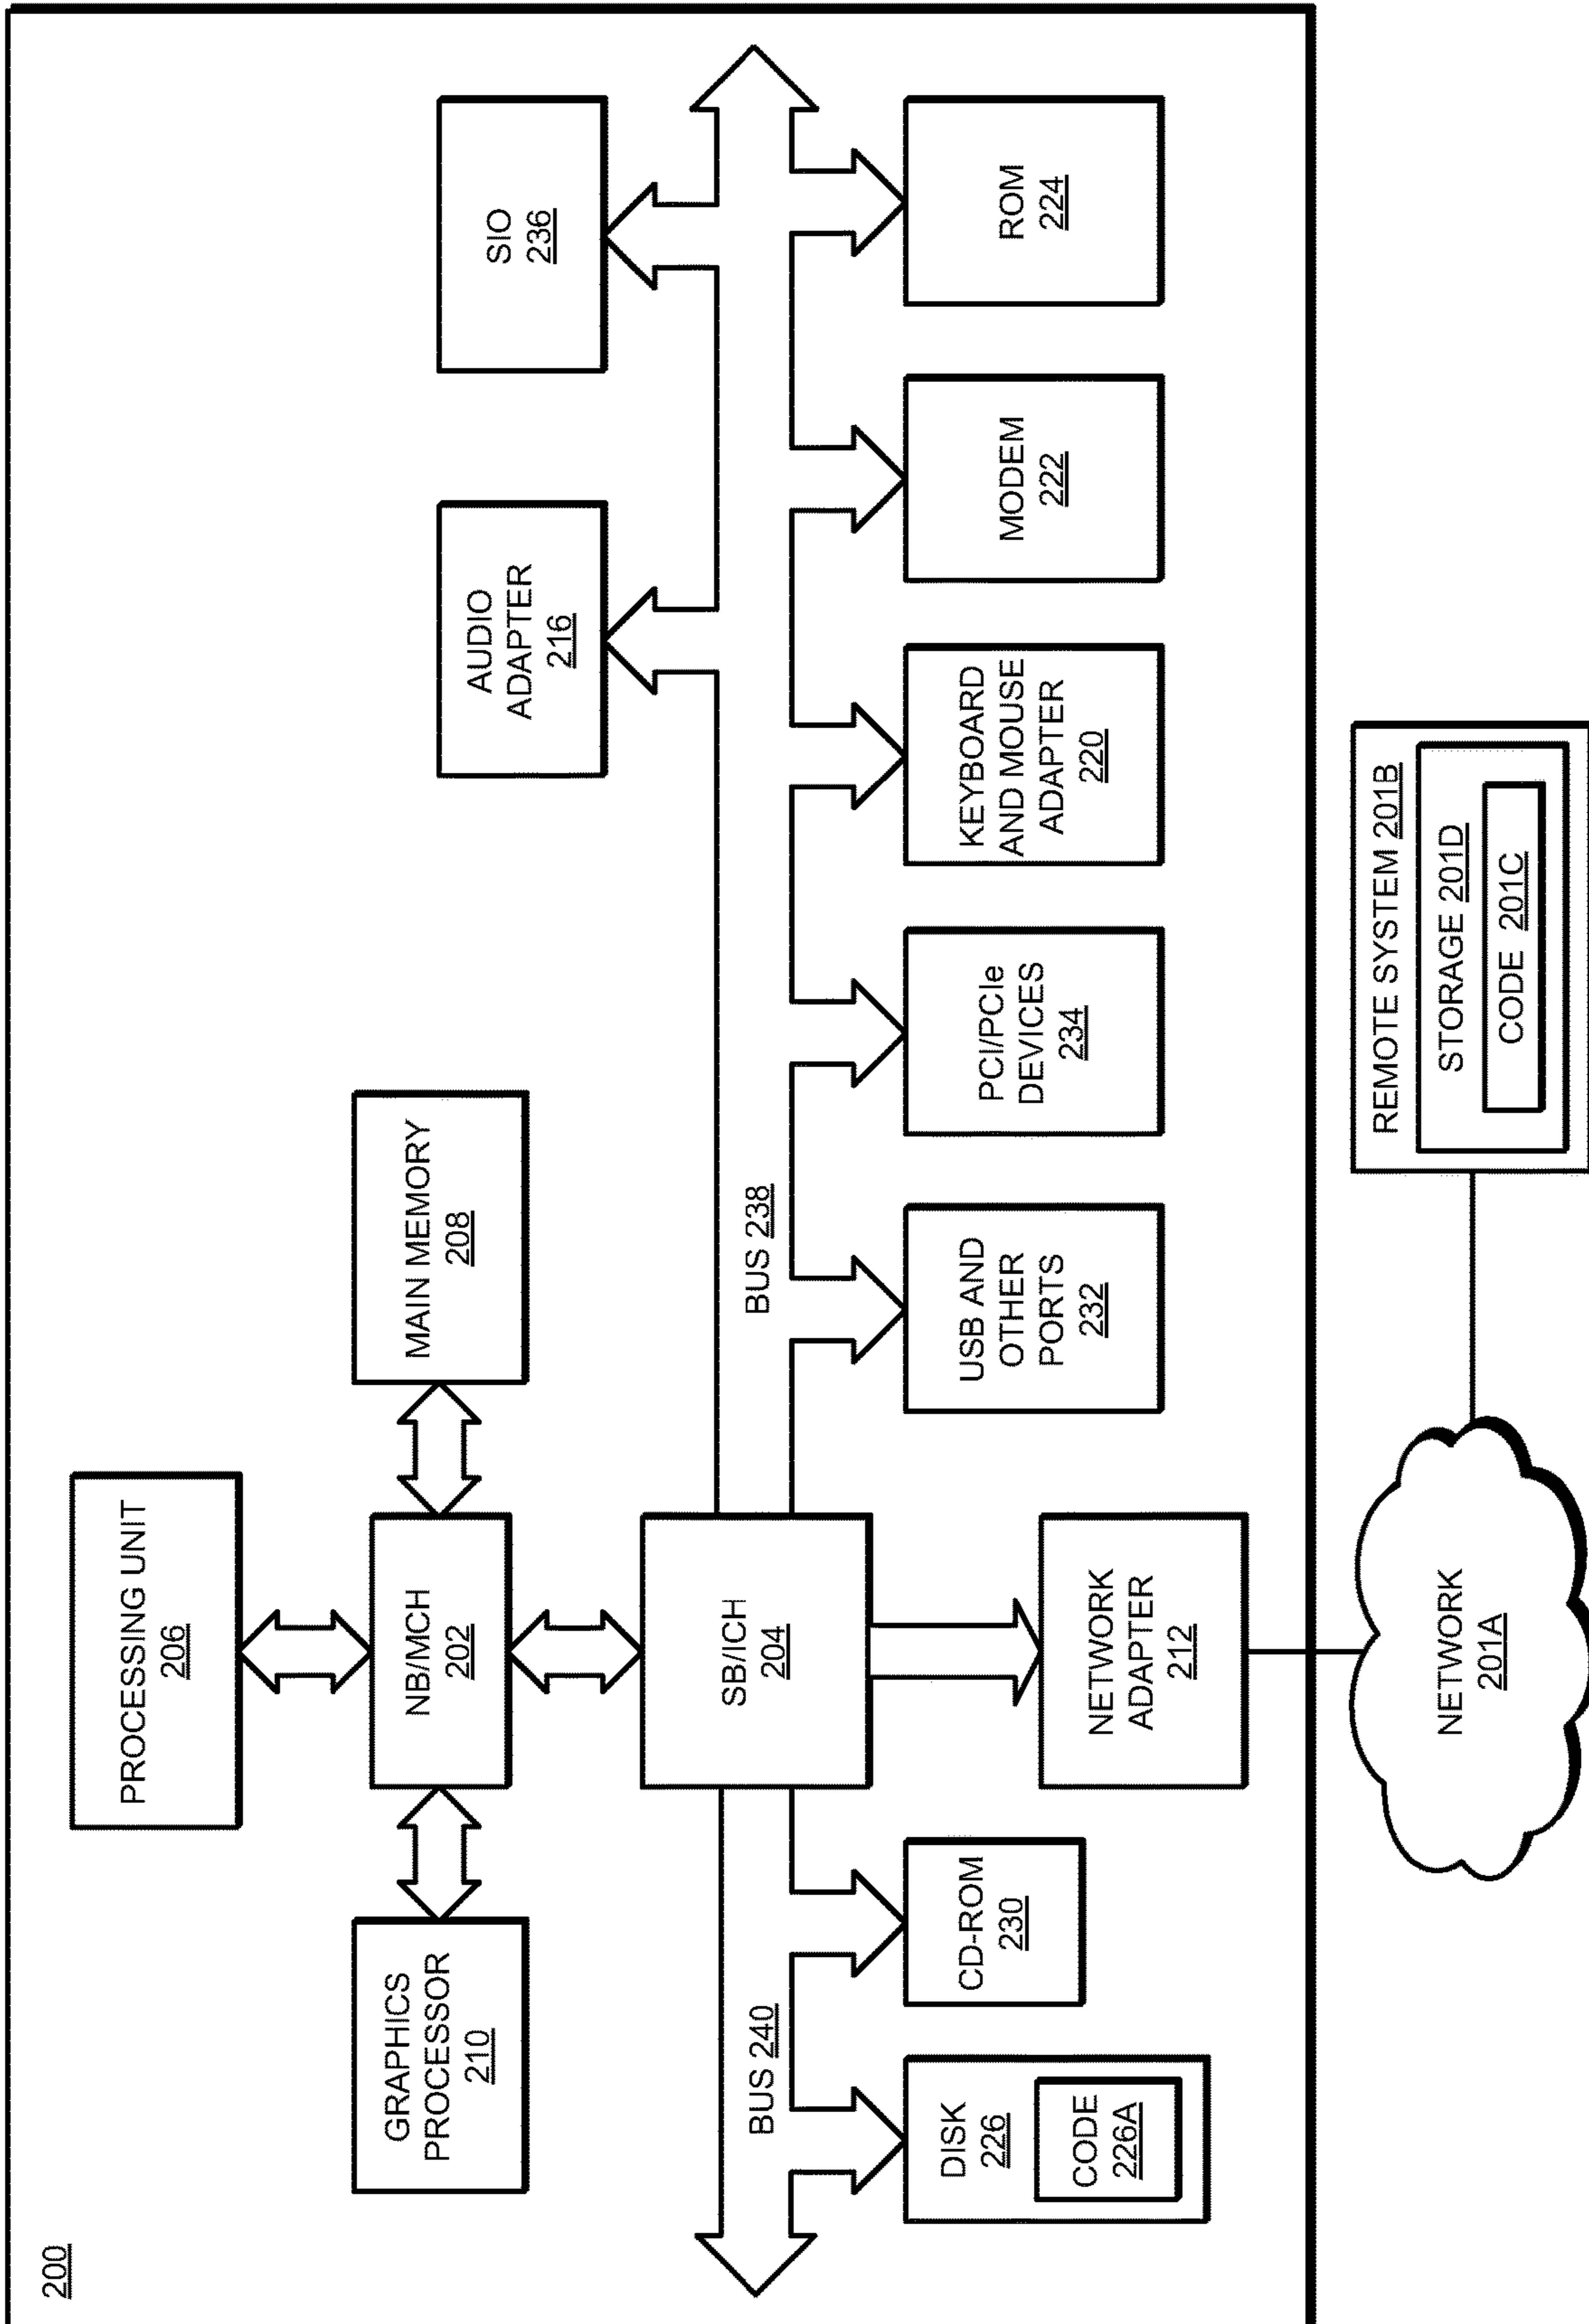 200
PROCESSING UNIT
206
GRAPHICS
PROCESSOR
210
NB/MCH
202
MAIN MEMORY
208
AUDIO
ADAPTER
216
SIO
236
SB/ICH
204
BUS 240
BUS 238
DISK
226
CODE
226A
CD-ROM
230
NETWORK
ADAPTER
212
USB AND
OTHER
PORTS
232
PCI/PCIe
DEVICES
234
KEYBOARD
AND MOUSE
ADAPTER
220
MODEM
222
ROM
224
NETWORK
201A
REMOTE SYSTEM 201B
STORAGE 201D
CODE 201C